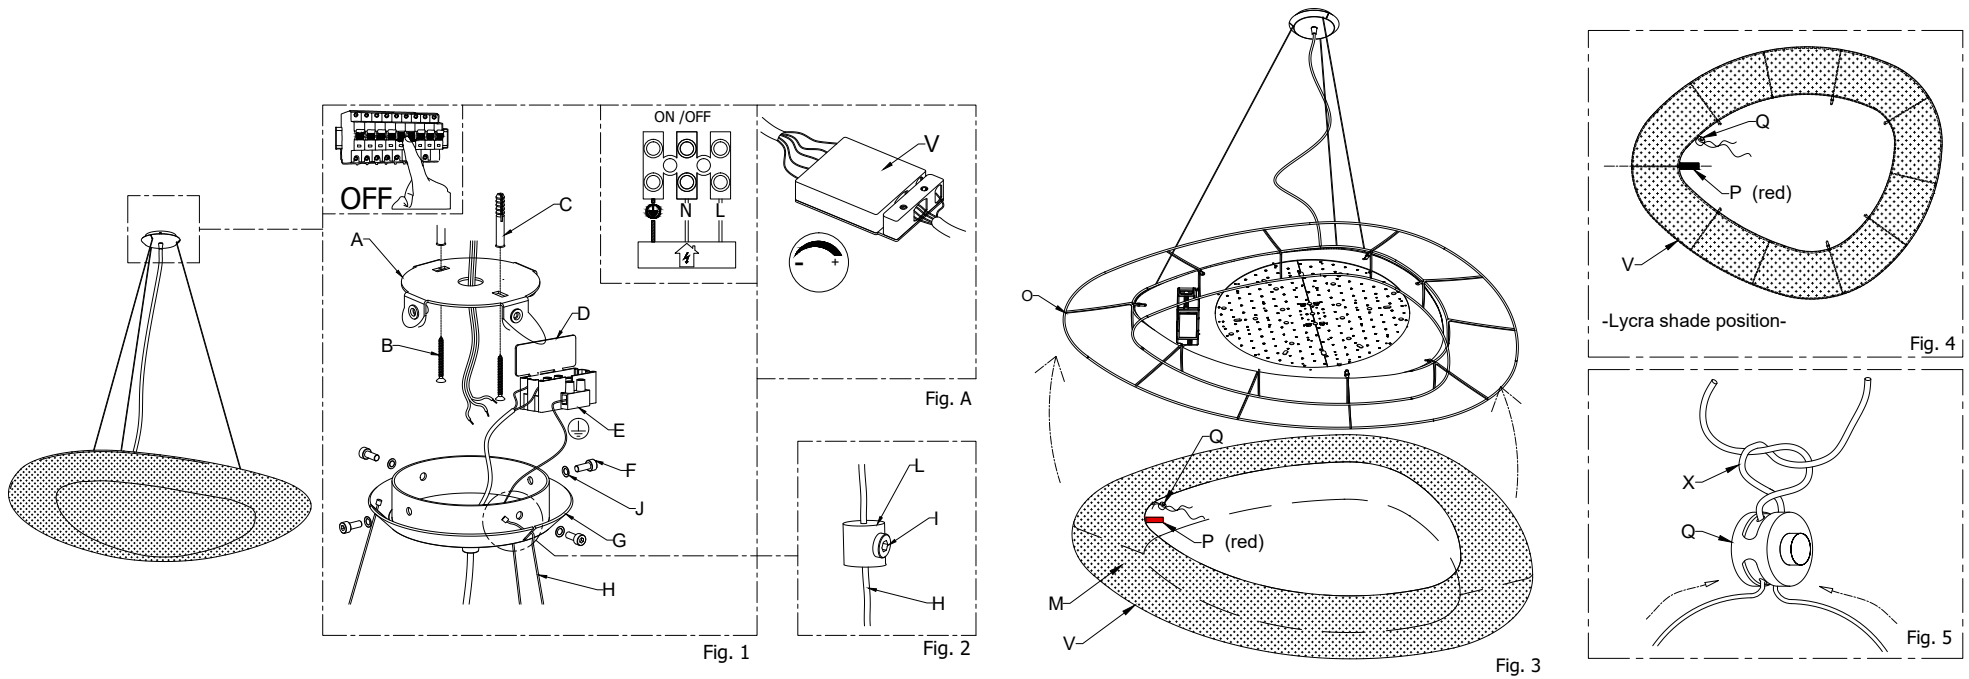 OFF
ON /OFF
N L
- +
V
Fig. A
A
C
B
D
E
F
J
G
H
Fig. 1
L
I
H
Fig. 2
O
Q
P (red)
M
V
Fig. 3
Q
P (red)
V
-Lycra shade position-
Fig. 4
X
Q
Fig. 5